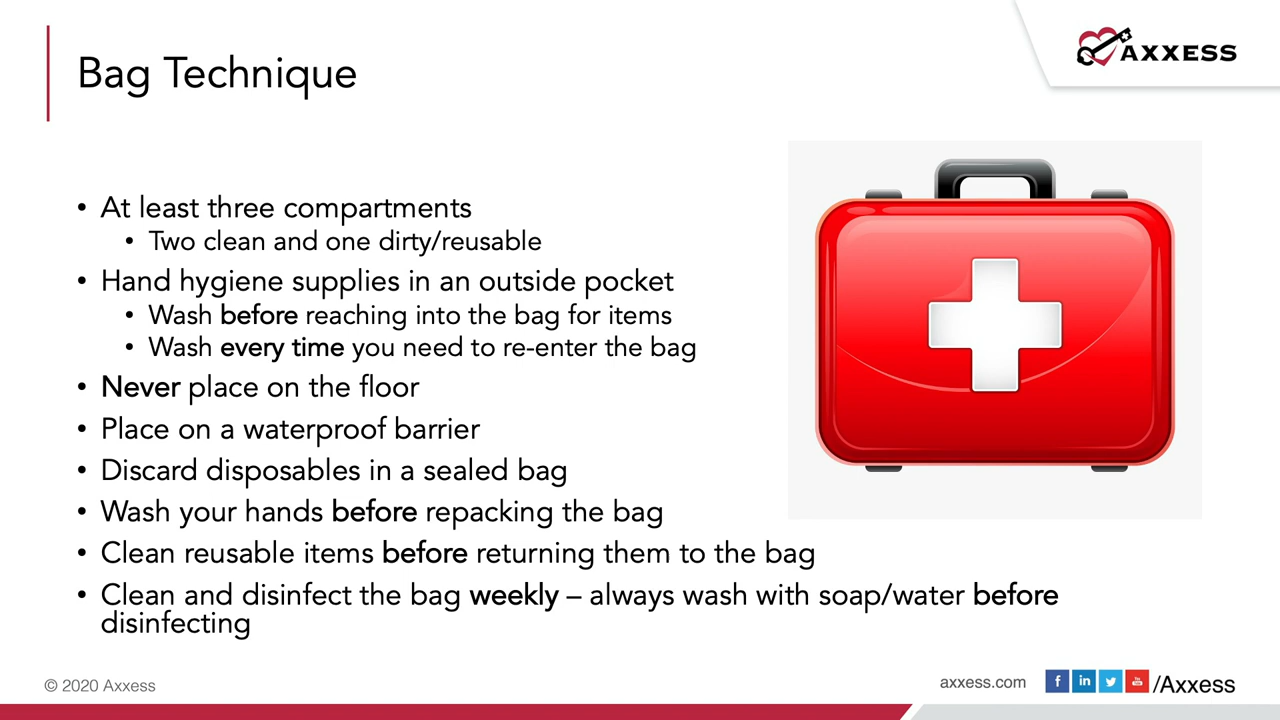 Bag Technique
AXXESS
• At least three compartments
• Two clean and one dirty/reusable
• Hand hygiene supplies in an outside pocket
• Wash before reaching into the bag for items
• Wash every time you need to re-enter the bag
• Never place on the floor
• Place on a waterproof barrier
• Discard disposables in a sealed bag
• Wash your hands before repacking the bag
• Clean reusable items before returning them to the bag
• Clean and disinfect the bag weekly – always wash with soap/water before
disinfecting
© 2020 Axxess
axxess.com f in You Tube /Axxess